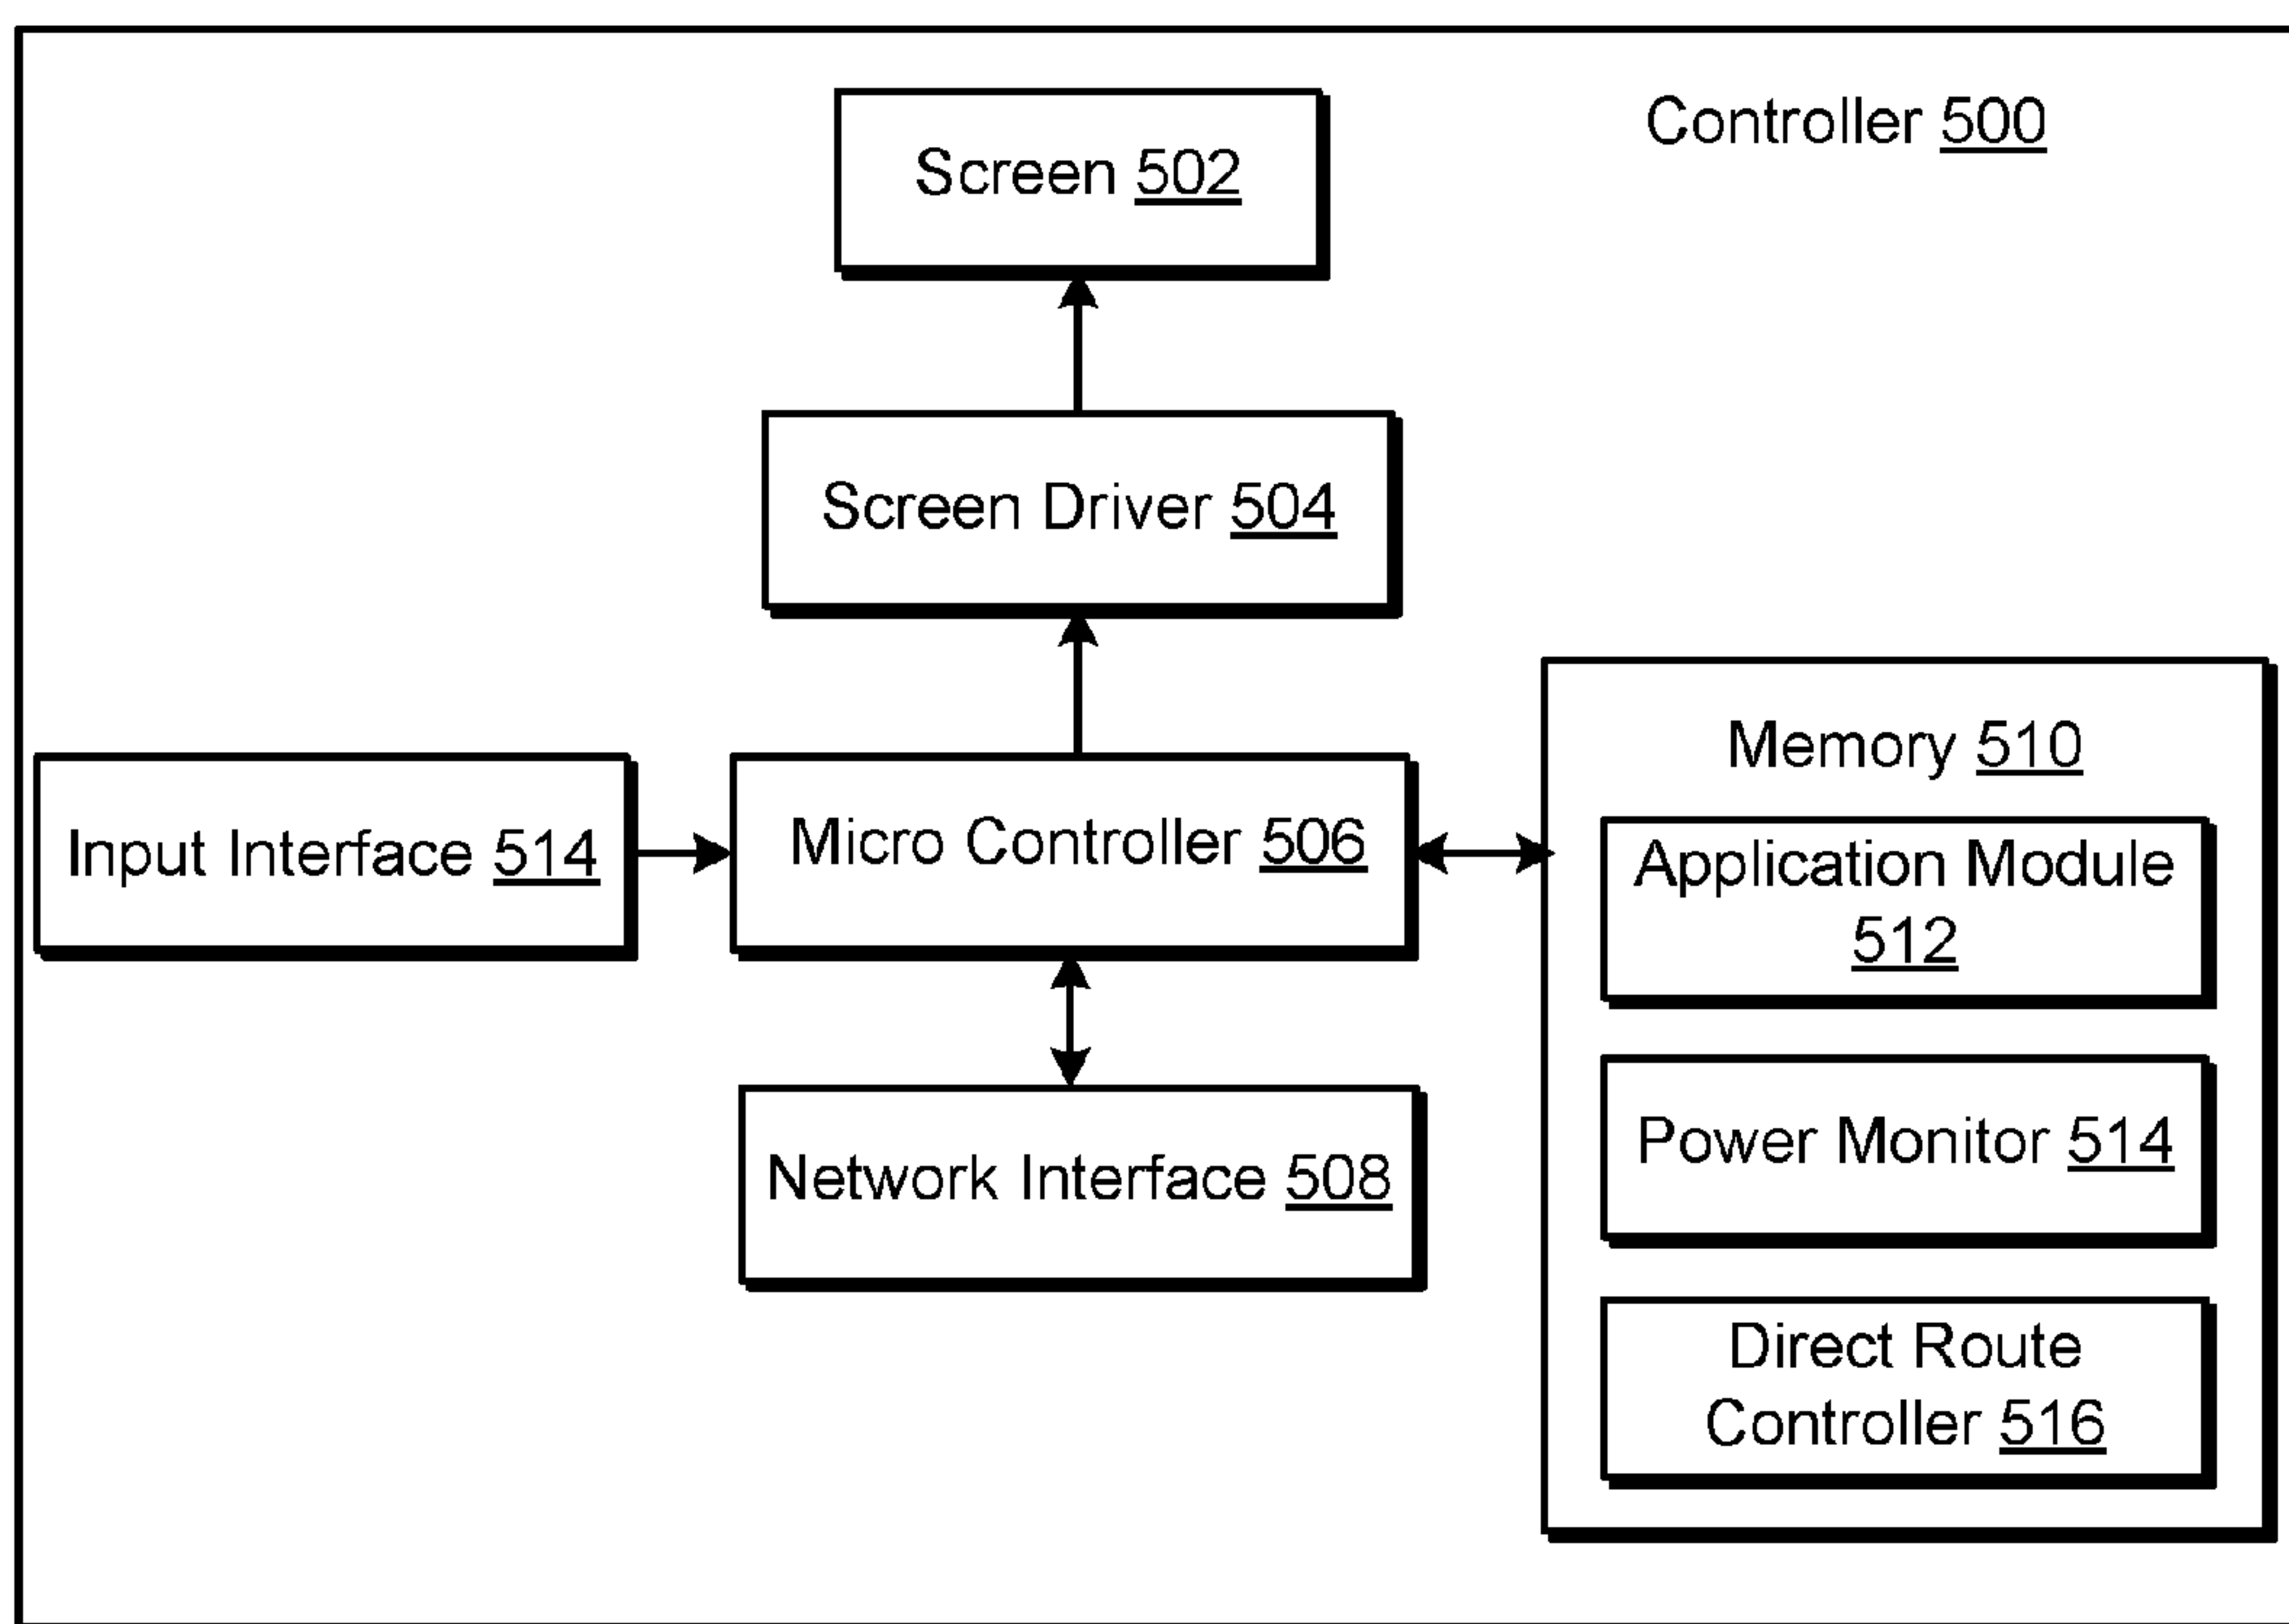 Controller 500
Screen 502
Screen Driver 504
Input Interface 514
Micro Controller 506
Network Interface 508
Memory 510
Application Module
512
Power Monitor 514
Direct Route
Controller 516